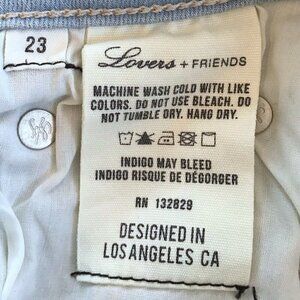 23
Lovers + FRIENDS
MACHINE WASH COLD WITH LIKE
COLORS. DO NOT USE BLEACH. DO
NOT TUMBLE DRY. HANG DRY.
INDIGO MAY BLEED
INDIGO RISQUE DE DÉGORGER
RN 132829
DESIGNED IN
LOS ANGELES CA